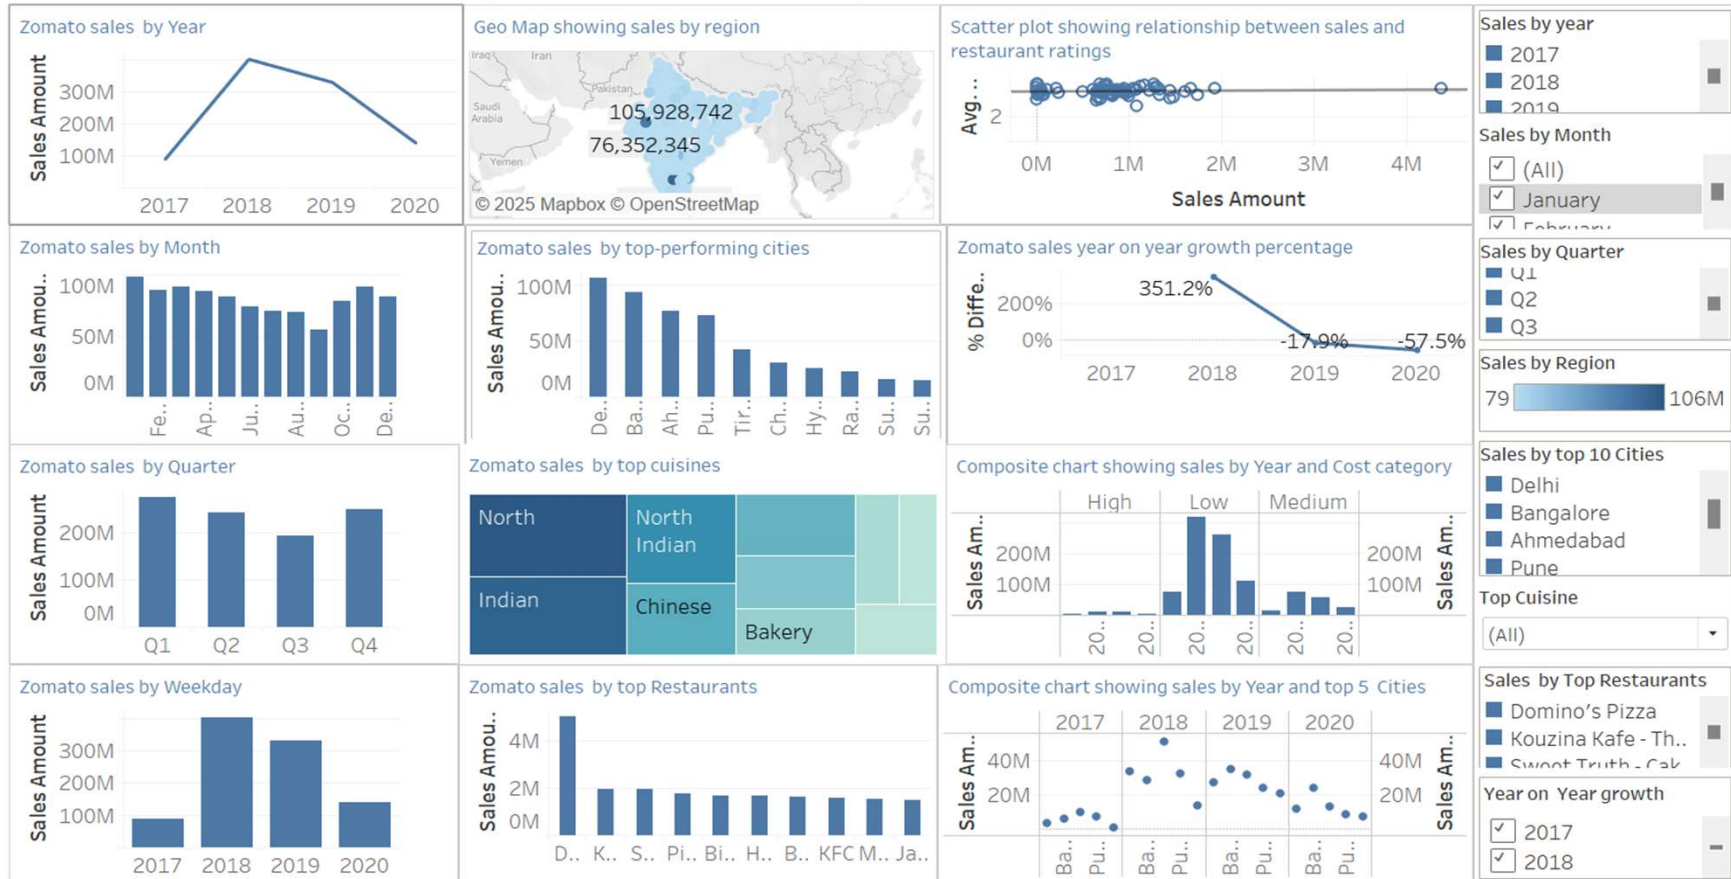 Zomato sales by Year
Sales Amount
300M
200M
100M
2017 2018 2019 2020
Geo Map showing sales by region
Iraq Iran
Pakistan
Saudi
Arabia
Yemen
105,928,742
76,352,345
© 2025 Mapbox © OpenStreetMap
Scatter plot showing relationship between sales and
restaurant ratings
Avg. ...
2
0M 1M 2M 3M 4M
Sales Amount
Sales by year
2017
2018
2019
Sales by Month
(All)
January
February
Zomato sales by Month
Sales Amou..
100M
50M
0M
Fe.. Ap.. Ju.. Au.. Oc.. De..
Zomato sales by top-performing cities
Sales Amou..
100M
50M
0M
De.. Ba.. Ah.. Pu.. Tir.. Ch.. Hy.. Ra.. Su.. Su..
Zomato sales year on year growth percentage
% Diffe..
200%
0%
351.2%
-17.9%
-57.5%
2017 2018 2019 2020
Sales by Quarter
Q1
Q2
Q3
Sales by Region
79 106M
Zomato sales by Quarter
Sales Amount
200M
100M
0M
Q1 Q2 Q3 Q4
Zomato sales by top cuisines
North
Indian
North
Indian
Chinese
Bakery
Composite chart showing sales by Year and Cost category
High Low Medium
Sales Am..
200M
100M
200M
100M
Sales Am..
20.. 20.. 20.. 20.. 20.. 20..
Sales by top 10 Cities
Delhi
Bangalore
Ahmedabad
Pune
Top Cuisine
(All)
Zomato sales by Weekday
Sales Amount
300M
200M
100M
2017 2018 2019 2020
Zomato sales by top Restaurants
Sales Amou..
4M
2M
0M
D.. K.. S.. Pi.. Bi.. H.. B.. KFC M.. Ja..
Composite chart showing sales by Year and top 5 Cities
2017 2018 2019 2020
Sales Am..
40M
20M
40M
20M
Sales Am..
Ba.. Pu.. Ba.. Pu.. Ba.. Pu.. Ba.. Pu..
Sales by Top Restaurants
Domino's Pizza
Kouzina Kafe - Th..
Sweet Truth - Cak
Year on Year growth
2017
2018